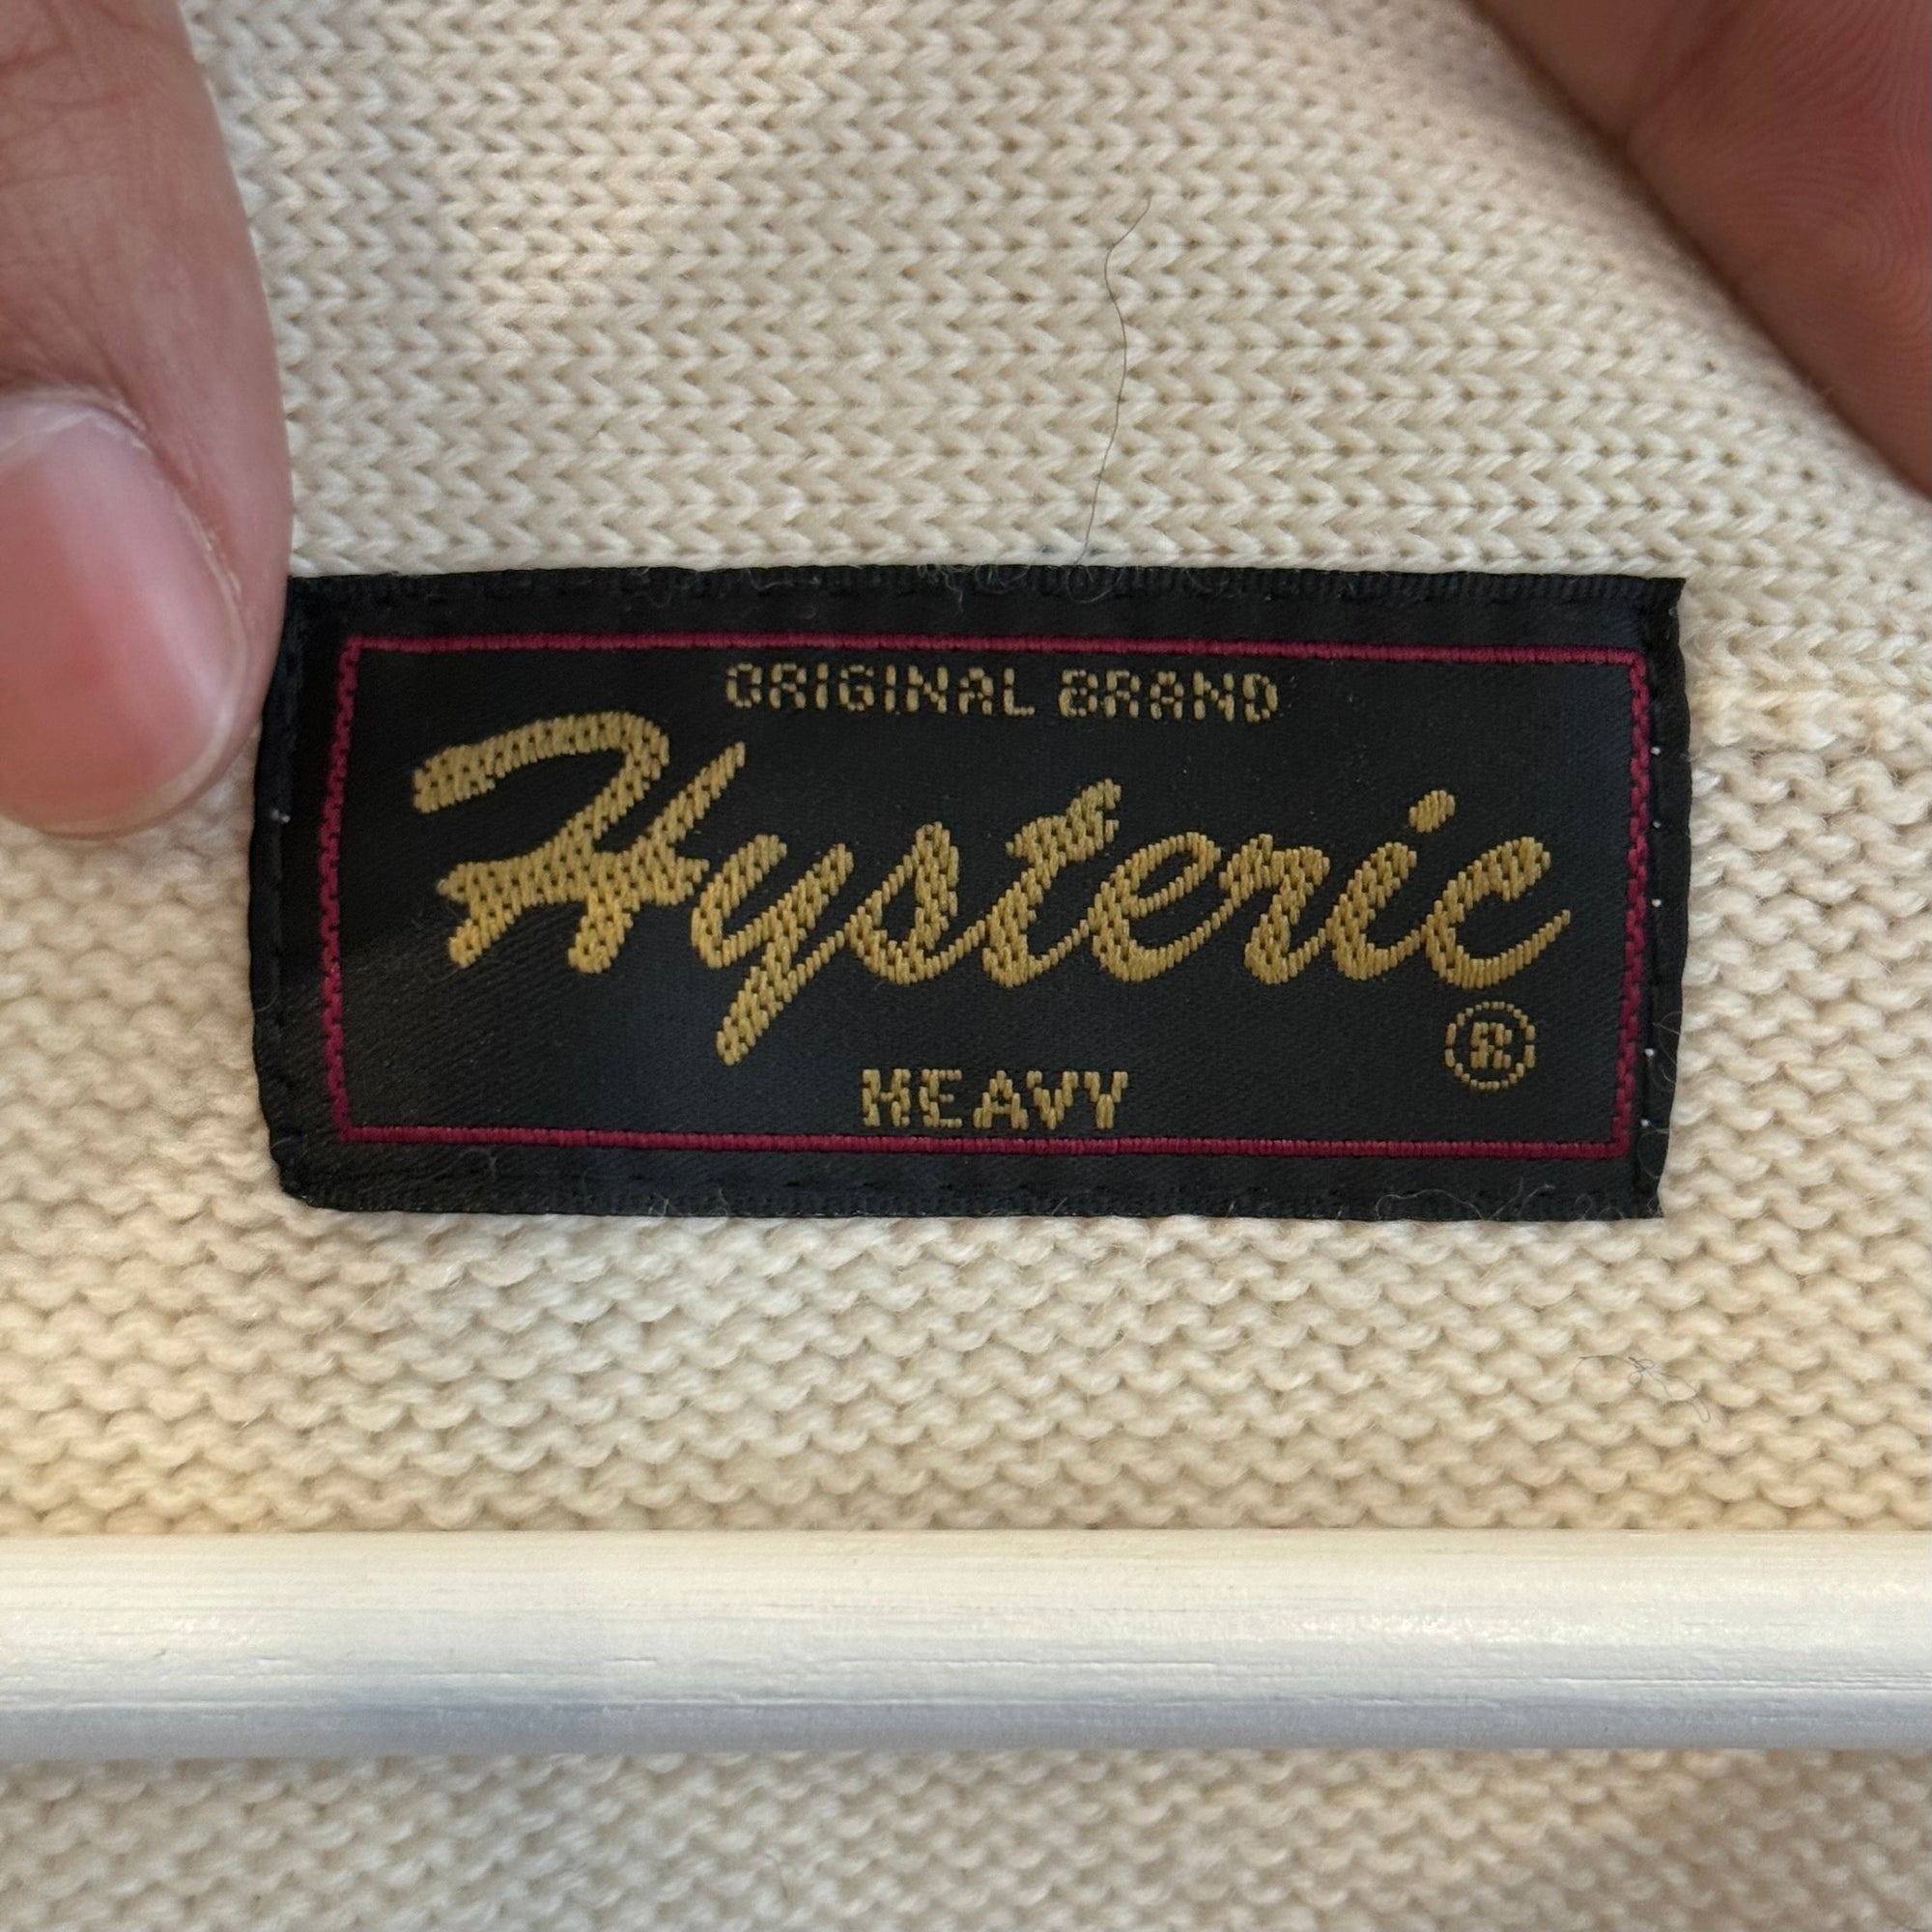 ORIGINAL BRAND
Hysteric
®
HEAVY